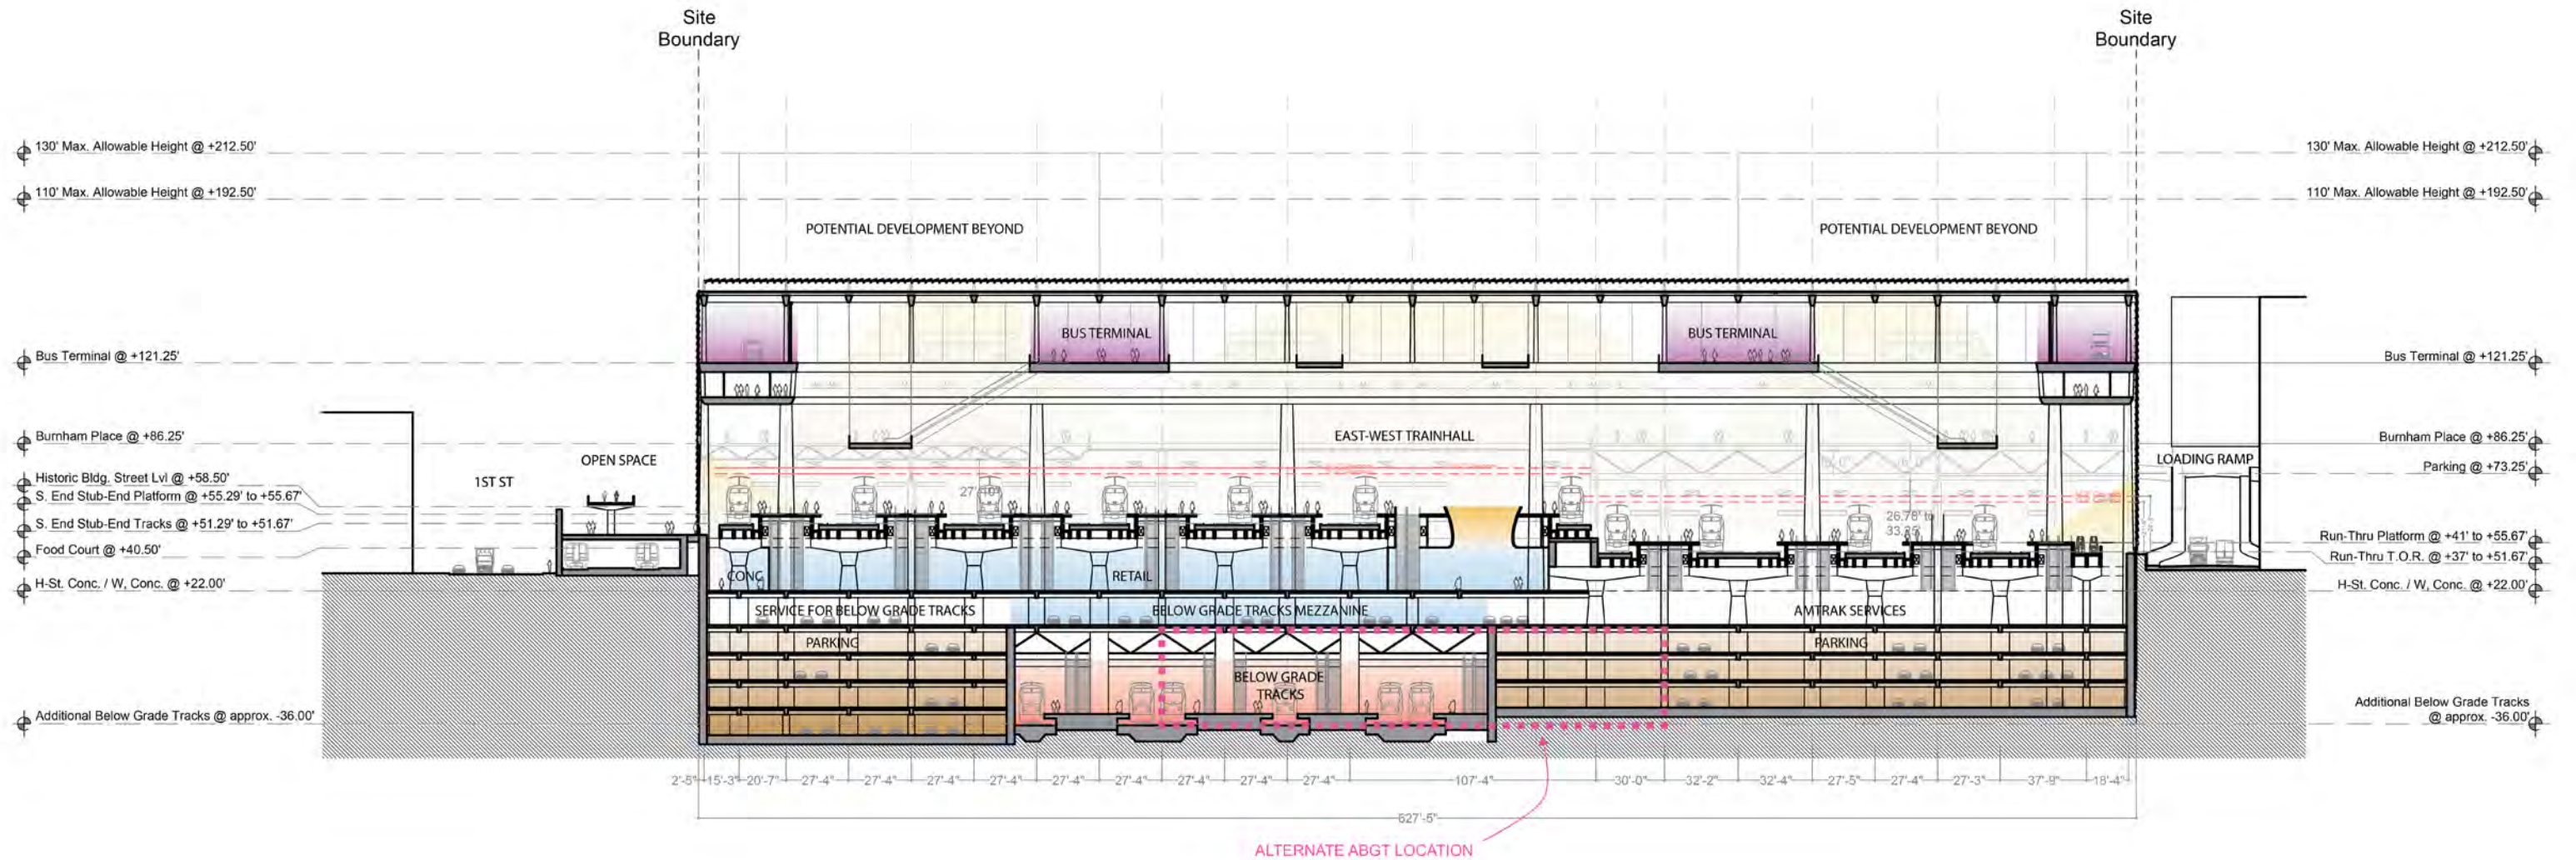 Site
Boundary
Site
Boundary
130' Max. Allowable Height @ +212.50'
130' Max. Allowable Height @ +212.50'
110' Max. Allowable Height @ +192.50'
110' Max. Allowable Height @ +192.50'
POTENTIAL DEVELOPMENT BEYOND
POTENTIAL DEVELOPMENT BEYOND
BUS TERMINAL
BUS TERMINAL
Bus Terminal @ +121.25'
Bus Terminal @ +121.25'
Burnham Place @ +86.25'
EAST-WEST TRAINHALL
Burnham Place @ +86.25'
OPEN SPACE
LOADING RAMP
Parking @ +73.25'
Historic Bldg. Street Lvl @ +58.50'
1ST ST
S. End Stub-End Platform @ +55.29' to +55.67'
S. End Stub-End Tracks @ +51.29' to +51.67'
26.78' to
Run-Thru Platform @ +41' to +55.67'
Food Court @ +40.50'
Run-Thru T.O.R. @ +37' to +51.67'
CONC
RETAIL
H-St. Conc. / W, Conc. @ +22.00'
H-St. Conc. / W, Conc. @ +22.00'
SERVICE FOR BELOW GRADE TRACKS
BELOW GRADE TRACKS MEZZANINE
AMTRAK SERVICES
PARKING
PARKING
BELOW GRADE
TRACKS
Additional Below Grade Tracks @ approx. -36.00'
Additional Below Grade Tracks
@ approx. -36.00'
2'-5" 15'-3" 20'-7" 27'-4" 27'-4" 27'-4" 27'-4" 27'-4" 27'-4" 27'-4" 27'-4" 27'-4" 107'-4" 30'-0" 32'-2" 32'-4" 27'-5" 27'-4" 27'-3" 37'-9" 18'-4"
627'-5"
ALTERNATE ABGT LOCATION